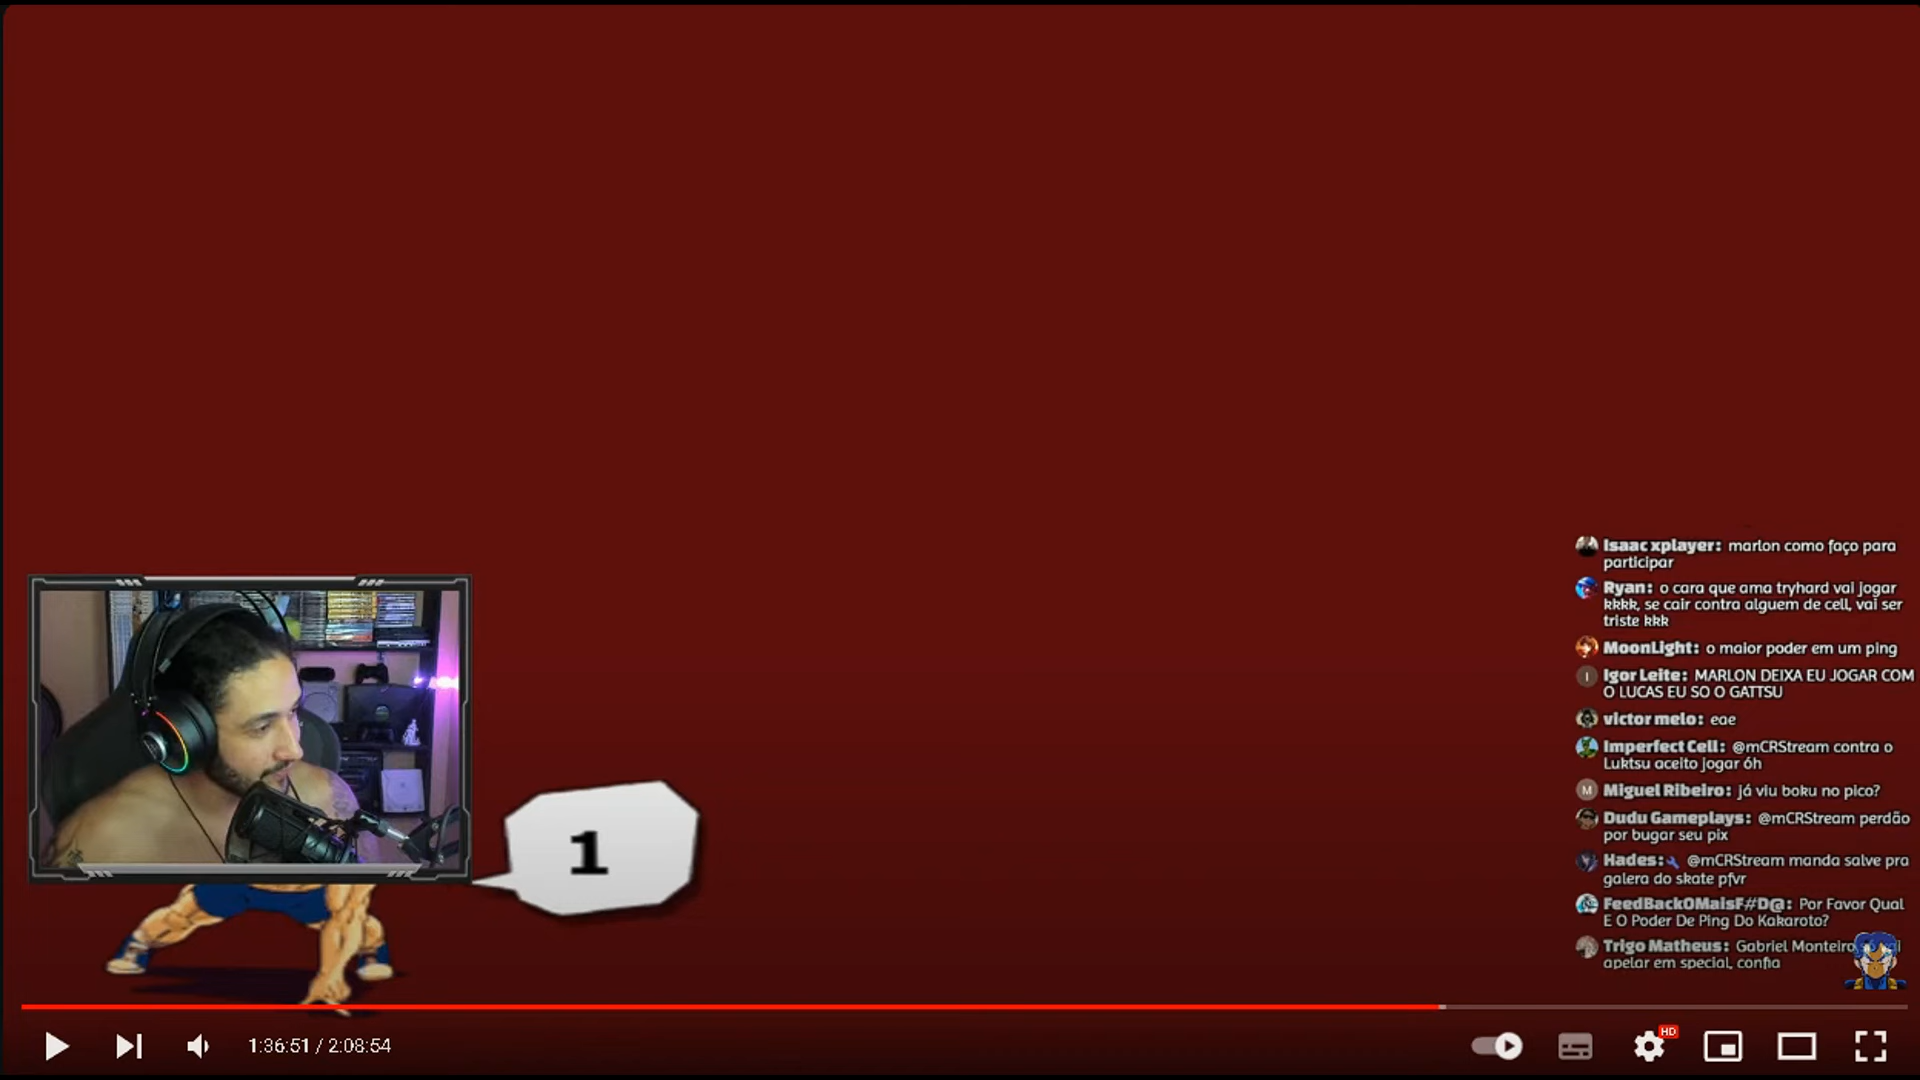 Isaac xplayer: marlon como faço para
participar
Ryan: o cara que ama tryhard vai jogar
kkkk, se cair contra alguem de cell, vai ser
triste kkk
MoonLight: o maior poder em um ping
I
Igor Leite: MARLON DEIXA EU JOGAR COM
O LUCAS EU SO O GATTSU
victor melo: eae
Imperfect Cell: @mCRStream contra o
Luktsu aceito jogar óh
M
Miguel Ribeiro: já viu boku no pico?
Dudu Gameplays: @mCRStream perdão
por bugar seu pix
1
Hades: @mCRStream manda salve pra
galera do skate pfvr
FeedBackOMaisF#D@: Por Favor Qual
E O Poder De Ping Do Kakaroto?
Trigo Matheus: Gabriel Monteiro
apelar em special, confia
1:36:51 / 2:08:54
HD